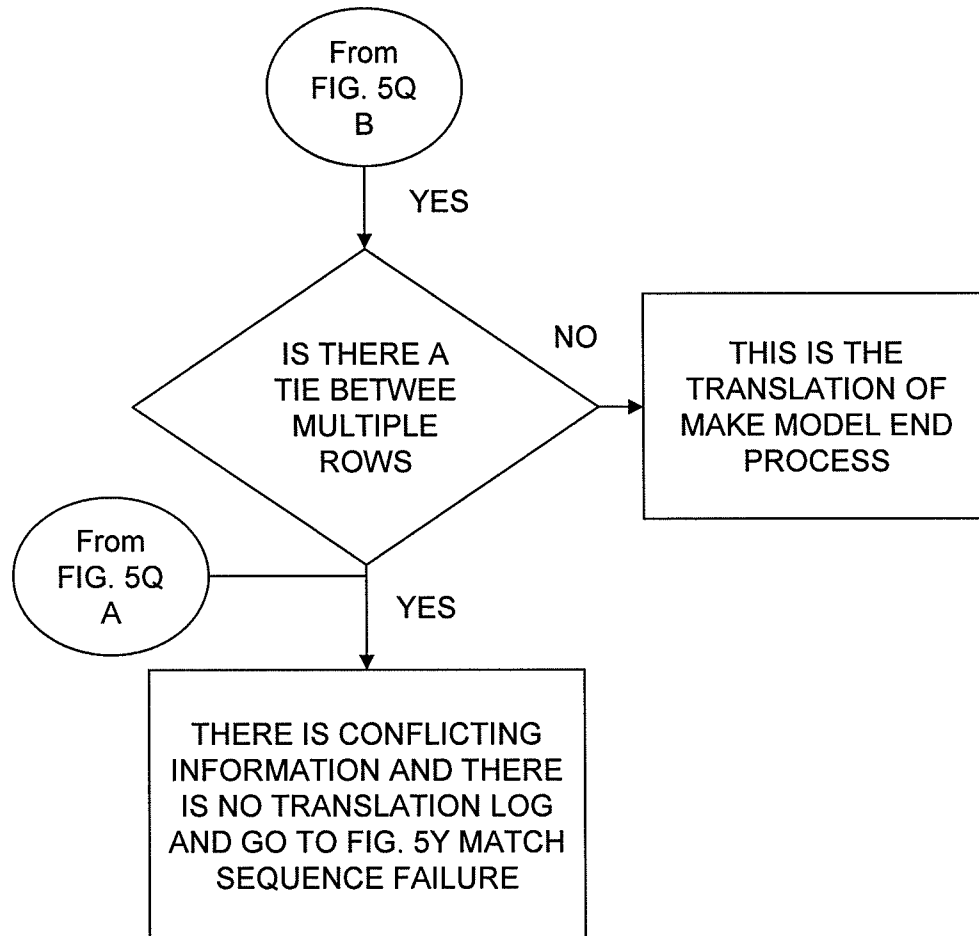 From
FIG. 5Q
B
YES
IS THERE A
TIE BETWEE
MULTIPLE
ROWS
NO
THIS IS THE
TRANSLATION OF
MAKE MODEL END
PROCESS
From
FIG. 5Q
A
YES
THERE IS CONFLICTING
INFORMATION AND THERE
IS NO TRANSLATION LOG
AND GO TO FIG. 5Y MATCH
SEQUENCE FAILURE